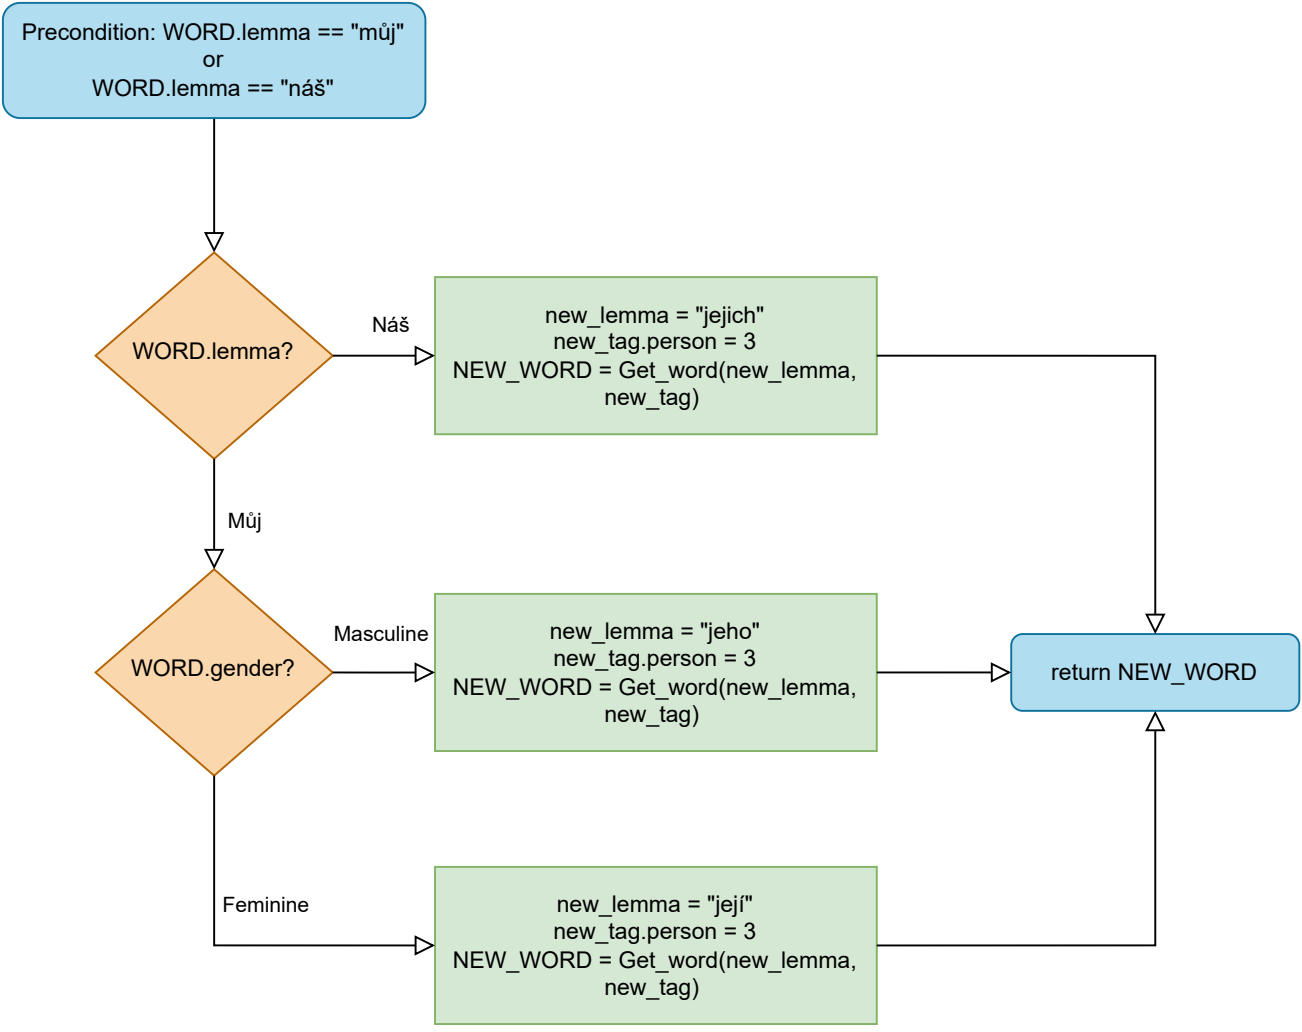 Precondition: WORD.lemma == "můj"
or
WORD.lemma == "náš"
WORD.lemma?
Náš
new_lemma = "jejich"
new_tag.person = 3
NEW_WORD = Get_word(new_lemma,
new_tag)
Můj
WORD.gender?
Masculine
new_lemma = "jeho"
new_tag.person = 3
NEW_WORD = Get_word(new_lemma,
new_tag)
return NEW_WORD
Feminine
new_lemma = "její"
new_tag.person = 3
NEW_WORD = Get_word(new_lemma,
new_tag)